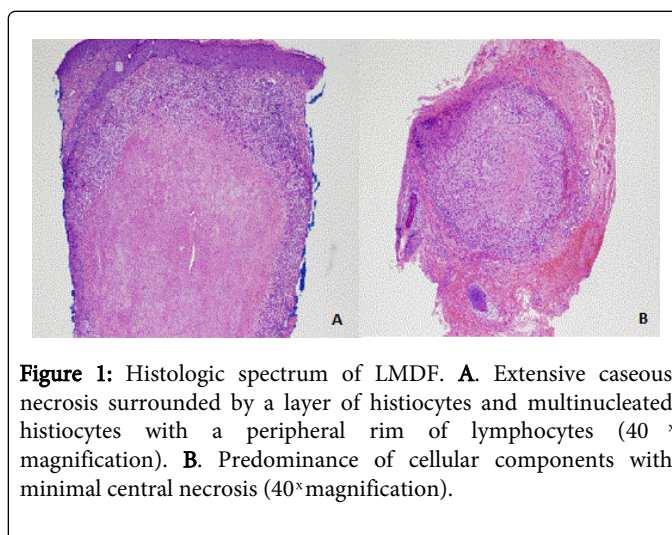 A
B
Figure 1: Histologic spectrum of LMDF. A. Extensive caseous
necrosis surrounded by a layer of histiocytes and multinucleated
histiocytes with a peripheral rim of lymphocytes (40 x
magnification). B. Predominance of cellular components with
minimal central necrosis (40x magnification).